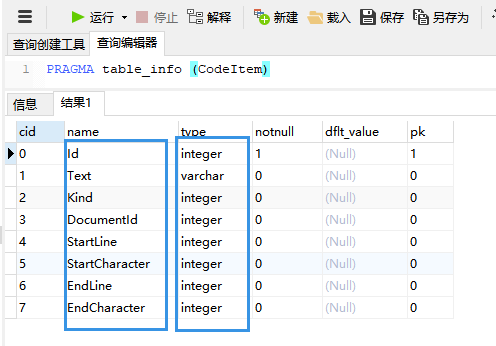 运行 停止 解释 新建 载入 保存 另存为
查询创建工具 查询编辑器
1 PRAGMA table_info (CodeItem)
信息 结果1
cid name type notnull dflt_value pk
0 Id integer 1 (Null) 1
1 Text varchar 0 (Null) 0
2 Kind integer 0 (Null) 0
3 DocumentId integer 0 (Null) 0
4 StartLine integer 0 (Null) 0
5 StartCharacter integer 0 (Null) 0
6 EndLine integer 0 (Null) 0
7 EndCharacter integer 0 (Null) 0